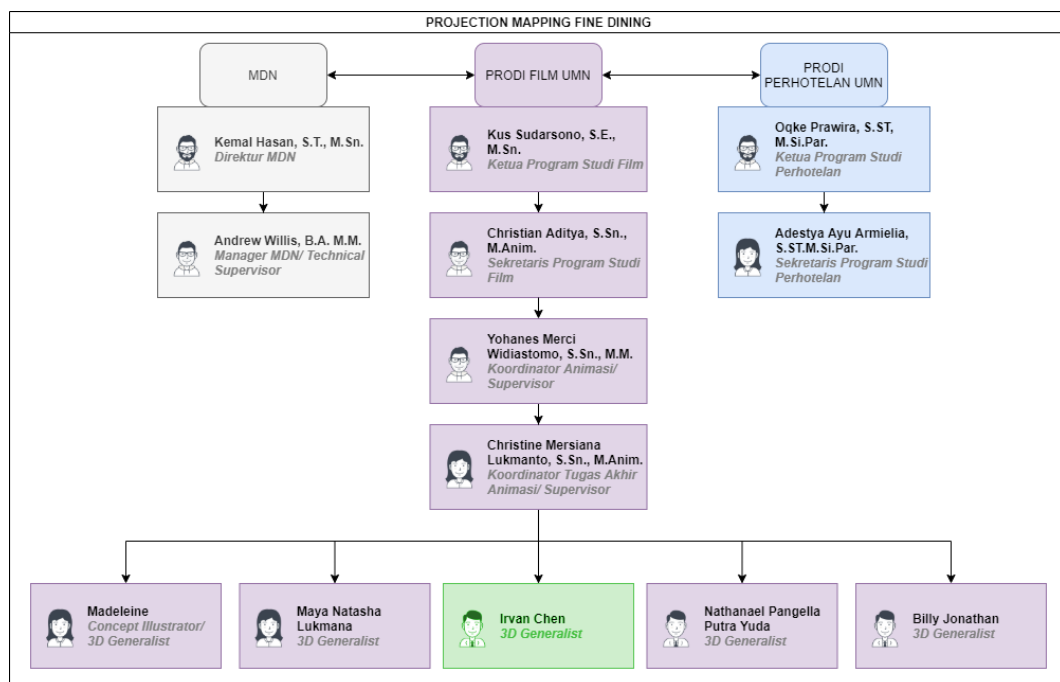 PROJECTION MAPPING FINE DINING
MDN
PRODI FILM UMN
PRODI
PERHOTELAN UMN
Kemal Hasan, S.T., M.Sn.
Direktur MDN
Kus Sudarsono, S.E.,
M.Sn.
Ketua Program Studi Film
Oqke Prawira, S.ST,
M.Si.Par.
Ketua Program Studi
Perhotelan
Andrew Willis, B.A. M.M.
Manager MDN/ Technical
Supervisor
Christian Aditya, S.Sn.,
M.Anim.
Sekretaris Program Studi
Film
Adestya Ayu Armielia,
S.ST.M.Si.Par.
Sekretaris Program Studi
Perhotelan
Yohanes Merci
Widiastomo, S.Sn., M.M.
Koordinator Animasi/
Supervisor
Christine Mersiana
Lukmanto, S.Sn., M.Anim.
Koordinator Tugas Akhir
Animasi/ Supervisor
Madeleine
Concept Illustrator/
3D Generalist
Maya Natasha
Lukmana
3D Generalist
Irvan Chen
3D Generalist
Nathanael Pangella
Putra Yuda
3D Generalist
Billy Jonathan
3D Generalist